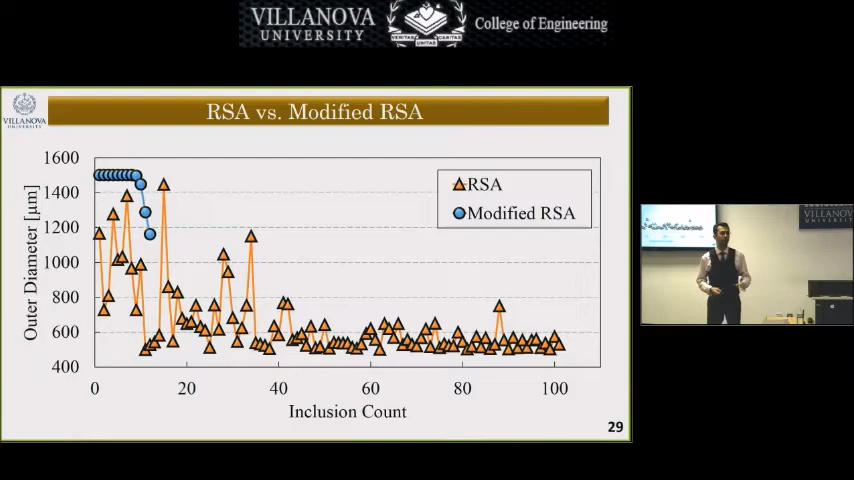 VILLANOVA
UNIVERSITY
College of Engineering
VERITAS
UNITAS
CARITAS
VILLANOVA
UNIVERSITY
RSA vs. Modified RSA
1600
1400
1200
1000
800
600
400
Outer Diameter [µm]
RSA
Modified RSA
0
20
40
60
80
100
Inclusion Count
29
VILLANOVA